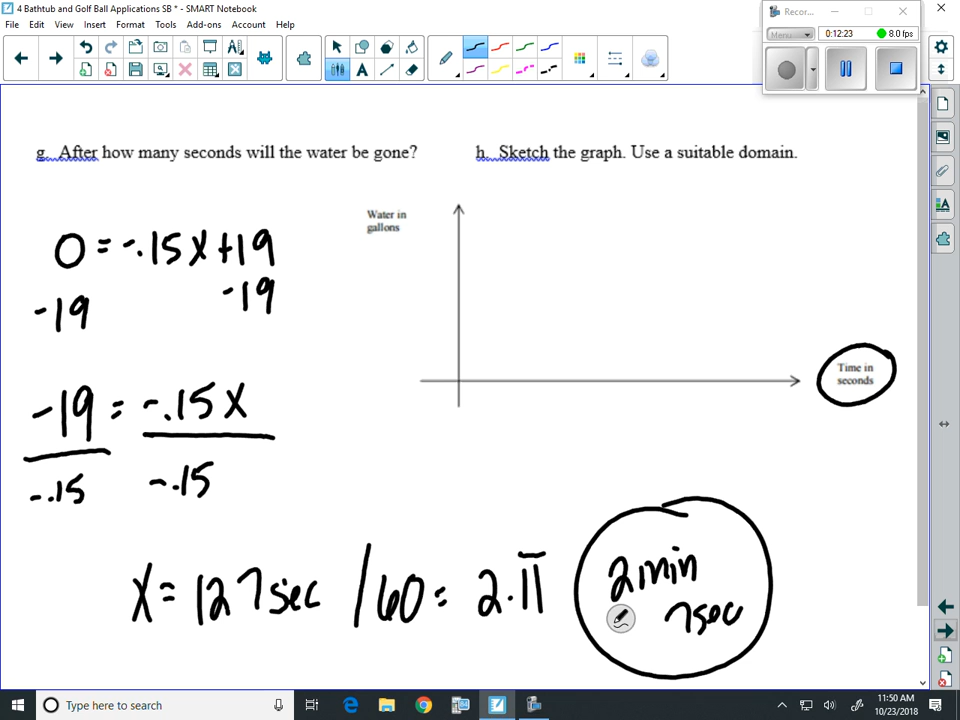 4 Bathtub and Golf Ball Applications SB * - SMART Notebook
File Edit View Insert Format Tools Add-ons Account Help
Recor...
Menu
0:12:23
8.0 fps
g. After how many seconds will the water be gone?
h. Sketch the graph. Use a suitable domain.
Water in
gallons
0 = -.15x + 19
-19 -19
Time in
seconds
-19 = -.15x
-.15 -.15
x = 127 sec / 60 = 2.11
2 min
7 sec
Type here to search
11:50 AM
10/23/2018